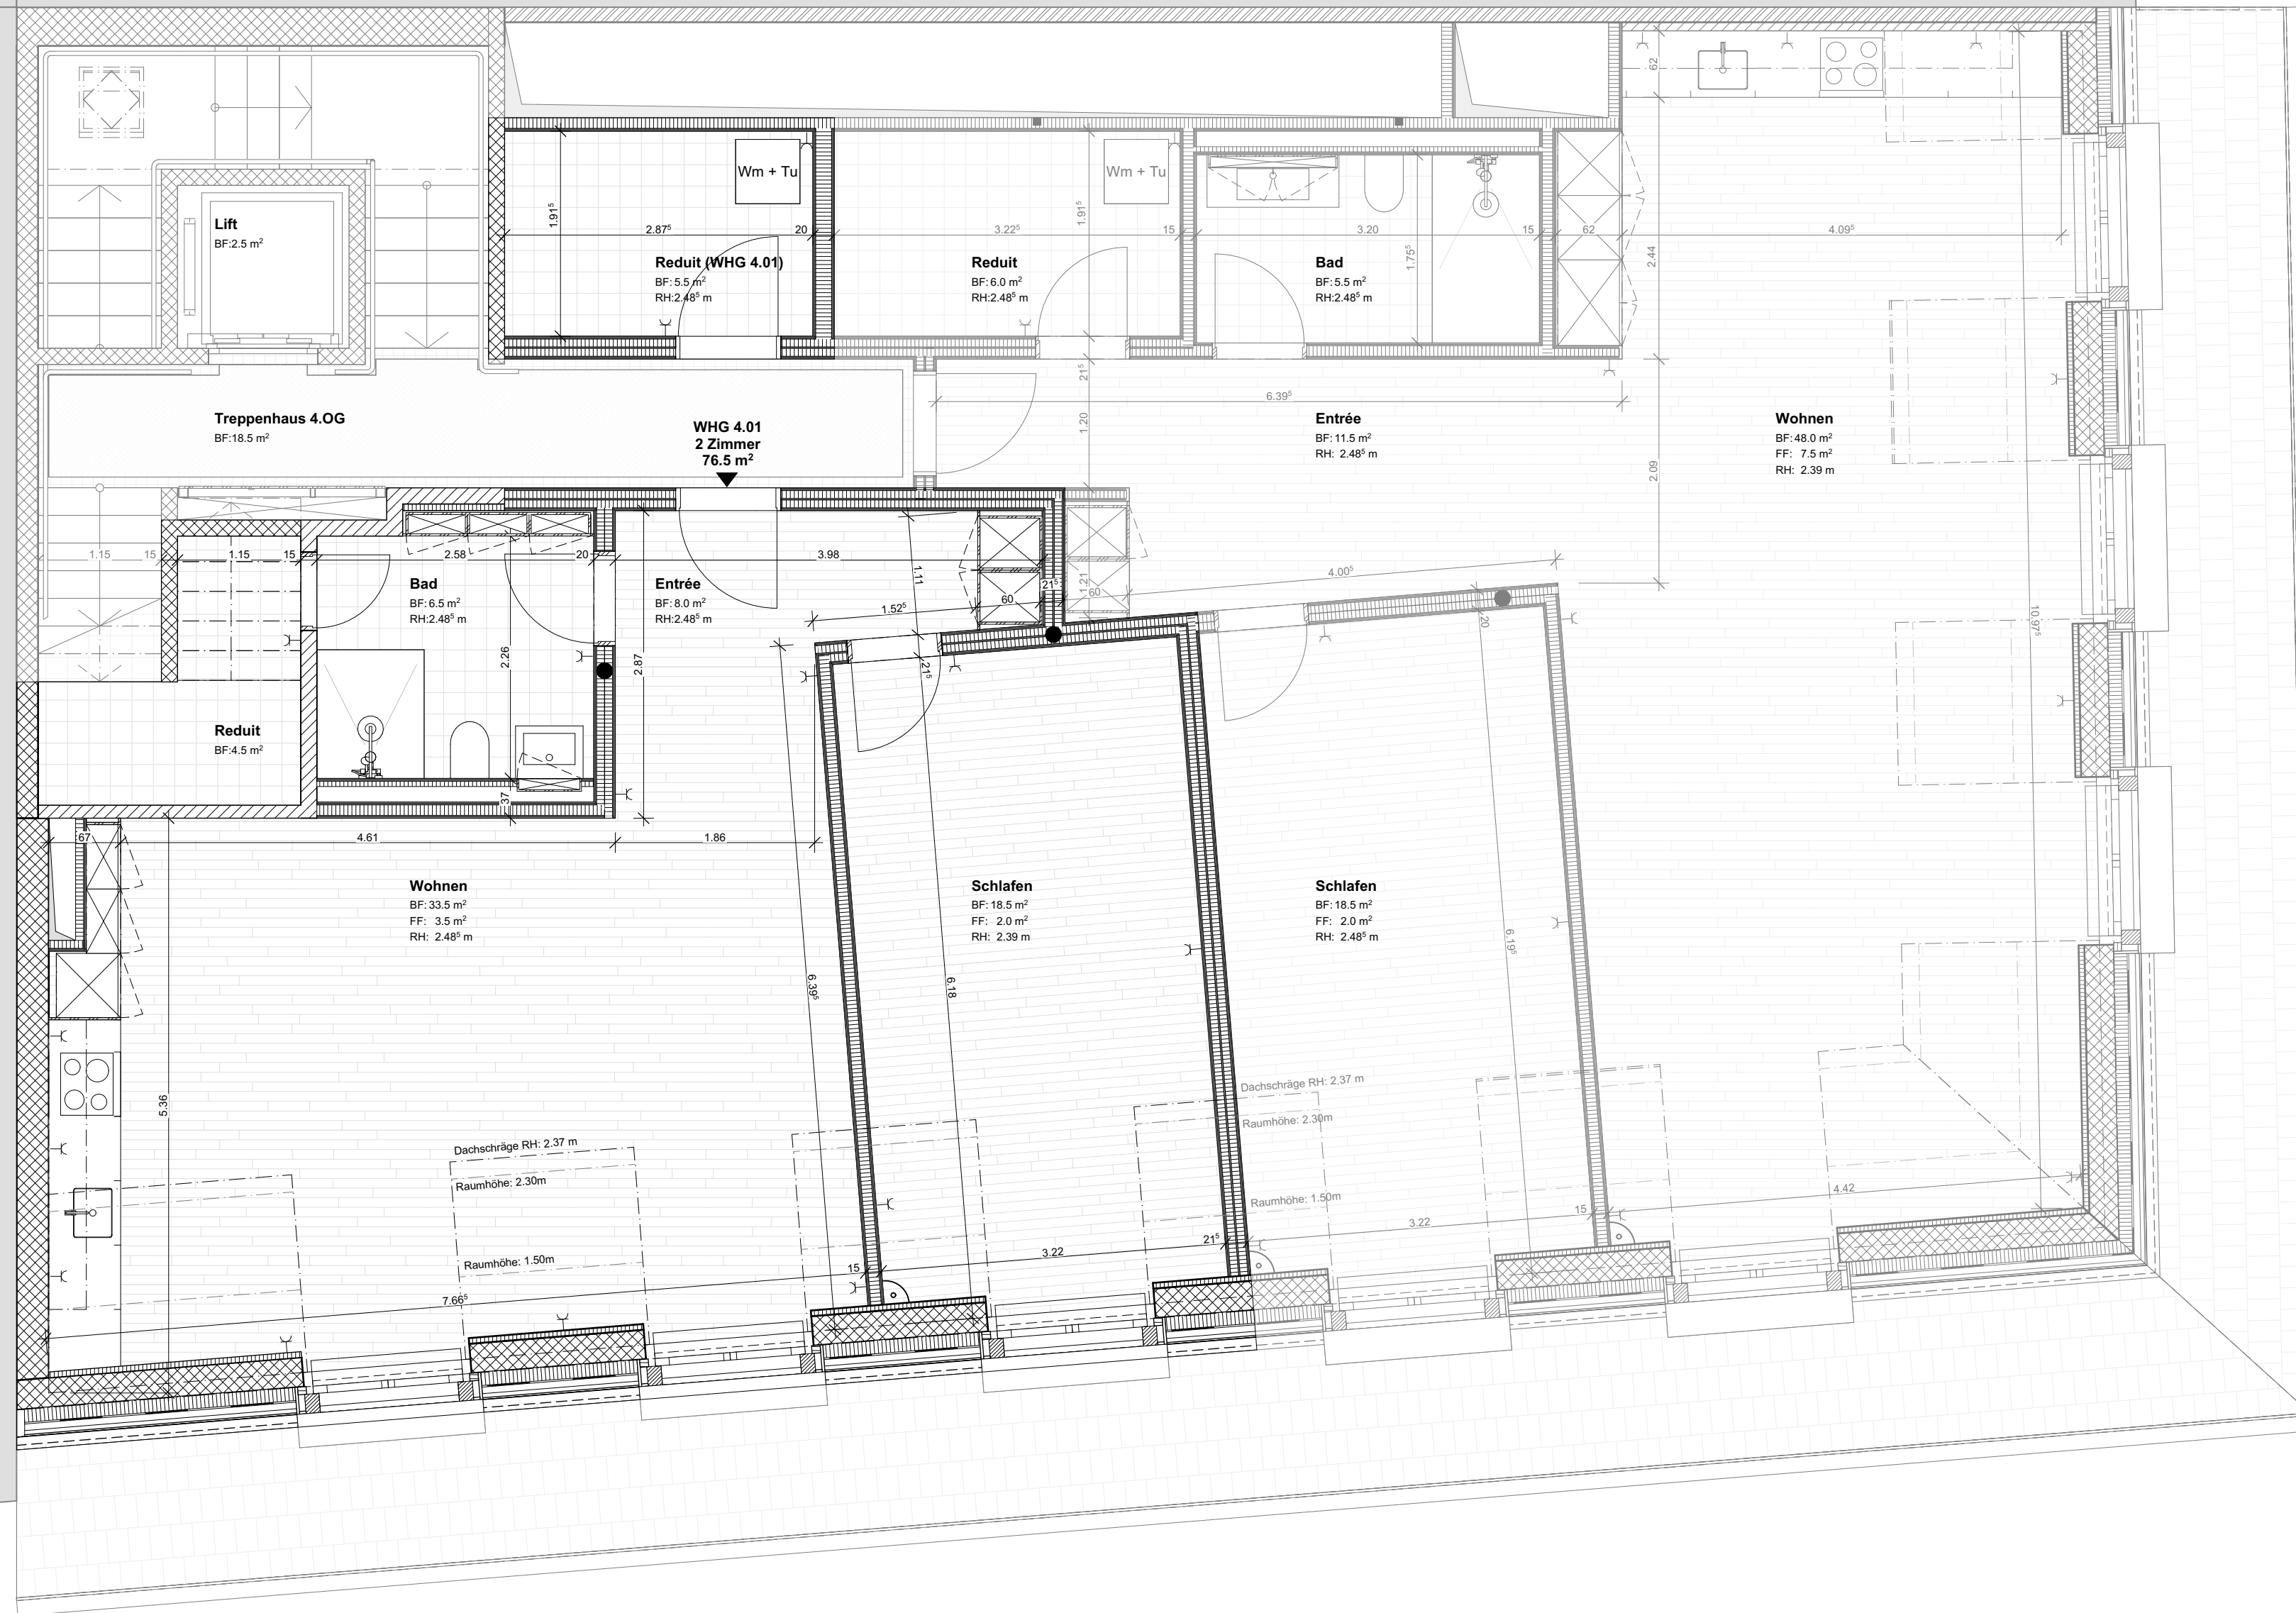 Lift
BF:2.5 m²
Wm + Tu
1.91⁵
2.87⁵
20
Reduit (WHG 4.01)
BF: 5.5 m²
RH:2.48⁵ m
Wm + Tu
1.91⁵
3.22⁵
15
Reduit
BF: 6.0 m²
RH:2.48⁵ m
3.20
15
1.75⁵
Bad
BF: 5.5 m²
RH:2.48⁵ m
62
62
2.44
4.09⁵
Treppenhaus 4.OG
BF:18.5 m²
WHG 4.01
2 Zimmer
76.5 m²
21⁵
1.20
6.39⁵
Entrée
BF: 11.5 m²
RH: 2.48⁵ m
2.09
Wohnen
BF: 48.0 m²
FF: 7.5 m²
RH: 2.39 m
1.15
15
1.15
15
2.58
20
3.98
1.11
Bad
BF: 6.5 m²
RH:2.48⁵ m
2.26
37
Entrée
BF: 8.0 m²
RH:2.48⁵ m
2.87
1.52⁵
60
21⁵
1.21
60
4.00⁵
20
21⁵
10.97⁵
Reduit
BF:4.5 m²
67
4.61
1.86
Wohnen
BF: 33.5 m²
FF: 3.5 m²
RH: 2.48⁵ m
5.36
6.39⁵
6.18
Schlafen
BF: 18.5 m²
FF: 2.0 m²
RH: 2.39 m
Schlafen
BF: 18.5 m²
FF: 2.0 m²
RH: 2.48⁵ m
6.19⁵
Dachschräge RH: 2.37 m
Raumhöhe: 2.30m
Dachschräge RH: 2.37 m
Raumhöhe: 2.30m
Raumhöhe: 1.50m
Raumhöhe: 1.50m
7.66⁵
15
3.22
21⁵
3.22
15
4.42